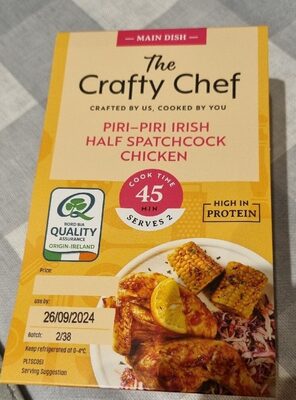 — MAIN DISH —
The
Crafty Chef
CRAFTED BY US, COOKED BY YOU
PIRI–PIRI IRISH
HALF SPATCHCOCK
CHICKEN
COOK TIME
45
MIN
SERVES 2
HIGH IN
PROTEIN
BORD BIA
QUALITY
ASSURANCE
ORIGIN-IRELAND
Price:
Use by:
26/09/2024
Batch: 2/38
Keep refrigerated at 0-4°C.
PLTSC051
Serving Suggestion